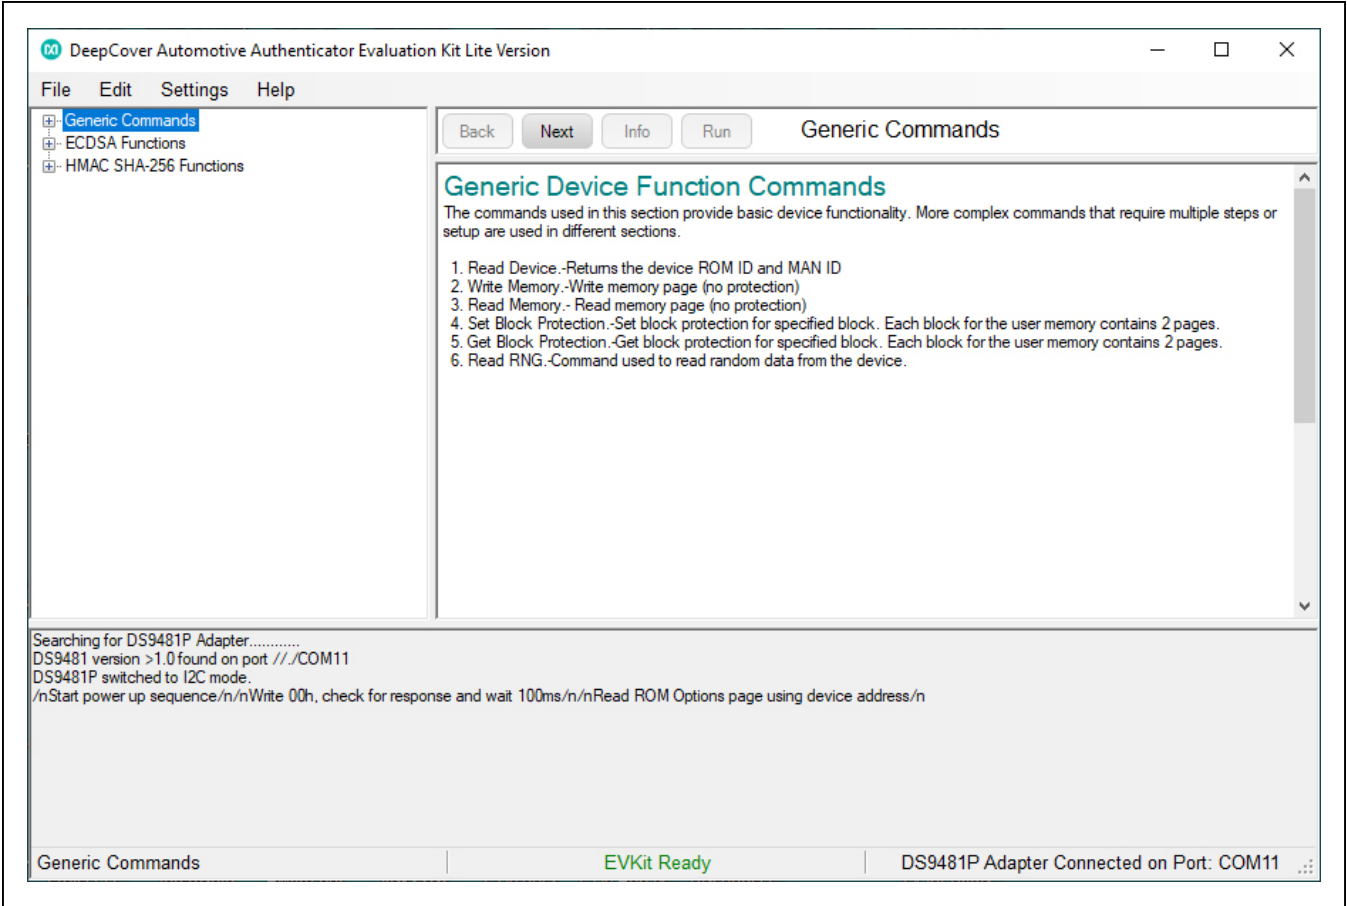 DeepCover Automotive Authenticator Evaluation Kit Lite Version
File Edit Settings Help
Generic Commands
ECDSA Functions
HMAC SHA-256 Functions
Back Next Info Run Generic Commands
Generic Device Function Commands
The commands used in this section provide basic device functionality. More complex commands that require multiple steps or
setup are used in different sections.
1. Read Device.-Returns the device ROM ID and MAN ID
2. Write Memory.-Write memory page (no protection)
3. Read Memory.- Read memory page (no protection)
4. Set Block Protection.-Set block protection for specified block. Each block for the user memory contains 2 pages.
5. Get Block Protection.-Get block protection for specified block. Each block for the user memory contains 2 pages.
6. Read RNG.-Command used to read random data from the device.
Searching for DS9481P Adapter............
DS9481 version >1.0 found on port //./COM11
DS9481P switched to I2C mode.
/nStart power up sequence/n/nWrite 00h, check for response and wait 100ms/n/nRead ROM Options page using device address/n
Generic Commands EVKit Ready DS9481P Adapter Connected on Port: COM11